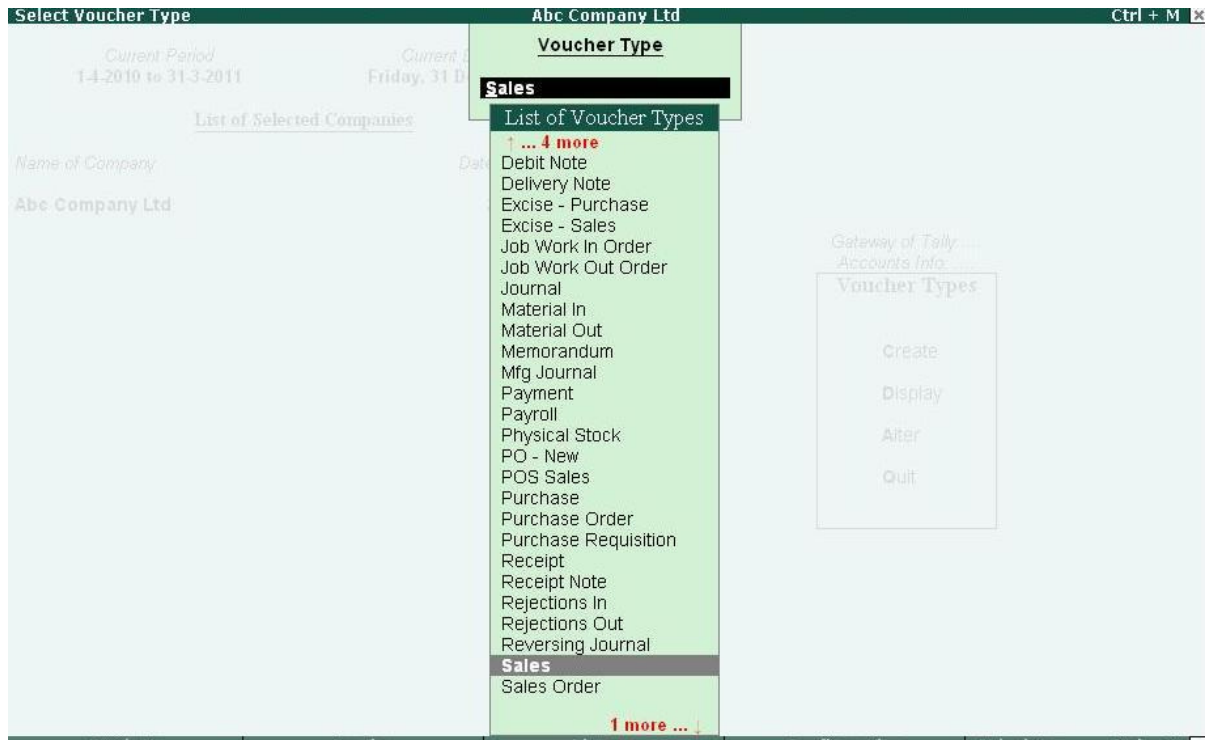 Select Voucher Type Abc Company Ltd Ctrl + M
Current Period
1-4-2010 to 31-3-2011
Friday, 31
List of Selected Companies
Name of Company
Abc Company Ltd
Voucher Type
Sales
List of Voucher Types
↑ ... 4 more
Debit Note
Delivery Note
Excise - Purchase
Excise - Sales
Job Work In Order
Job Work Out Order
Journal
Material In
Material Out
Memorandum
Mfg Journal
Payment
Payroll
Physical Stock
PO - New
POS Sales
Purchase
Purchase Order
Purchase Requisition
Receipt
Receipt Note
Rejections In
Rejections Out
Reversing Journal
Sales
Sales Order
1 more ... ↓
Gateway of Tally ....
Accounts Info. ....
Voucher Types
Create
Display
Alter
Quit